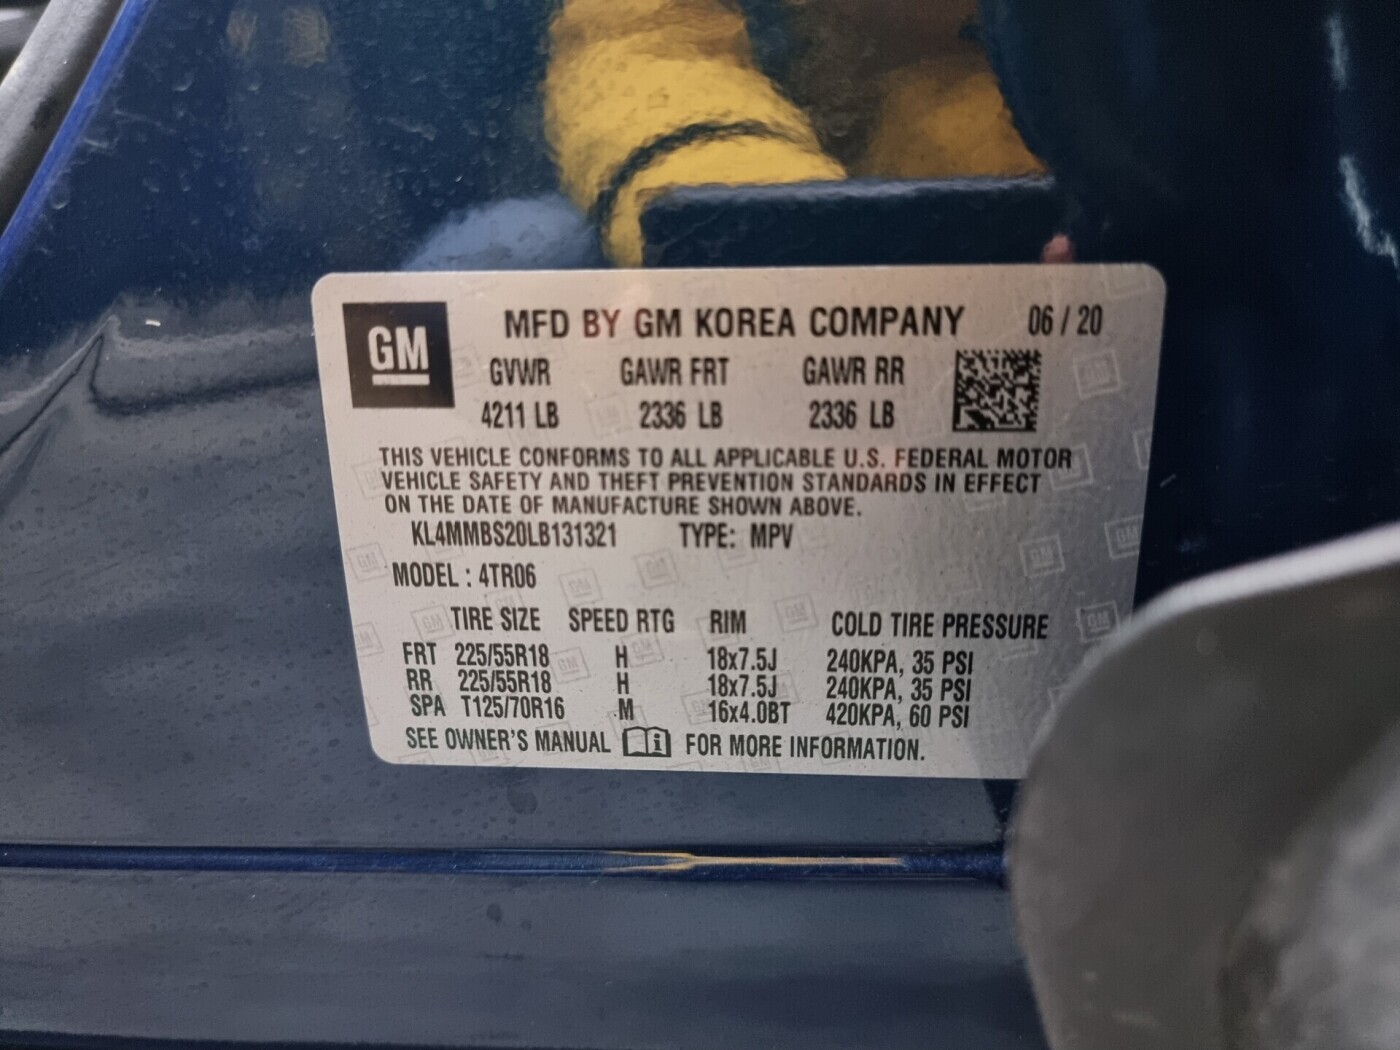 GM
MFD BY GM KOREA COMPANY 06 / 20
GVWR GAWR FRT GAWR RR
4211 LB 2336 LB 2336 LB
THIS VEHICLE CONFORMS TO ALL APPLICABLE U.S. FEDERAL MOTOR
VEHICLE SAFETY AND THEFT PREVENTION STANDARDS IN EFFECT
ON THE DATE OF MANUFACTURE SHOWN ABOVE.
KL4MMBS20LB131321 TYPE: MPV
MODEL : 4TR06
TIRE SIZE SPEED RTG RIM COLD TIRE PRESSURE
FRT 225/55R18 H 18x7.5J 240KPA, 35 PSI
RR 225/55R18 H 18x7.5J 240KPA, 35 PSI
SPA T125/70R16 M 16x4.0BT 420KPA, 60 PSI
SEE OWNER'S MANUAL i FOR MORE INFORMATION.